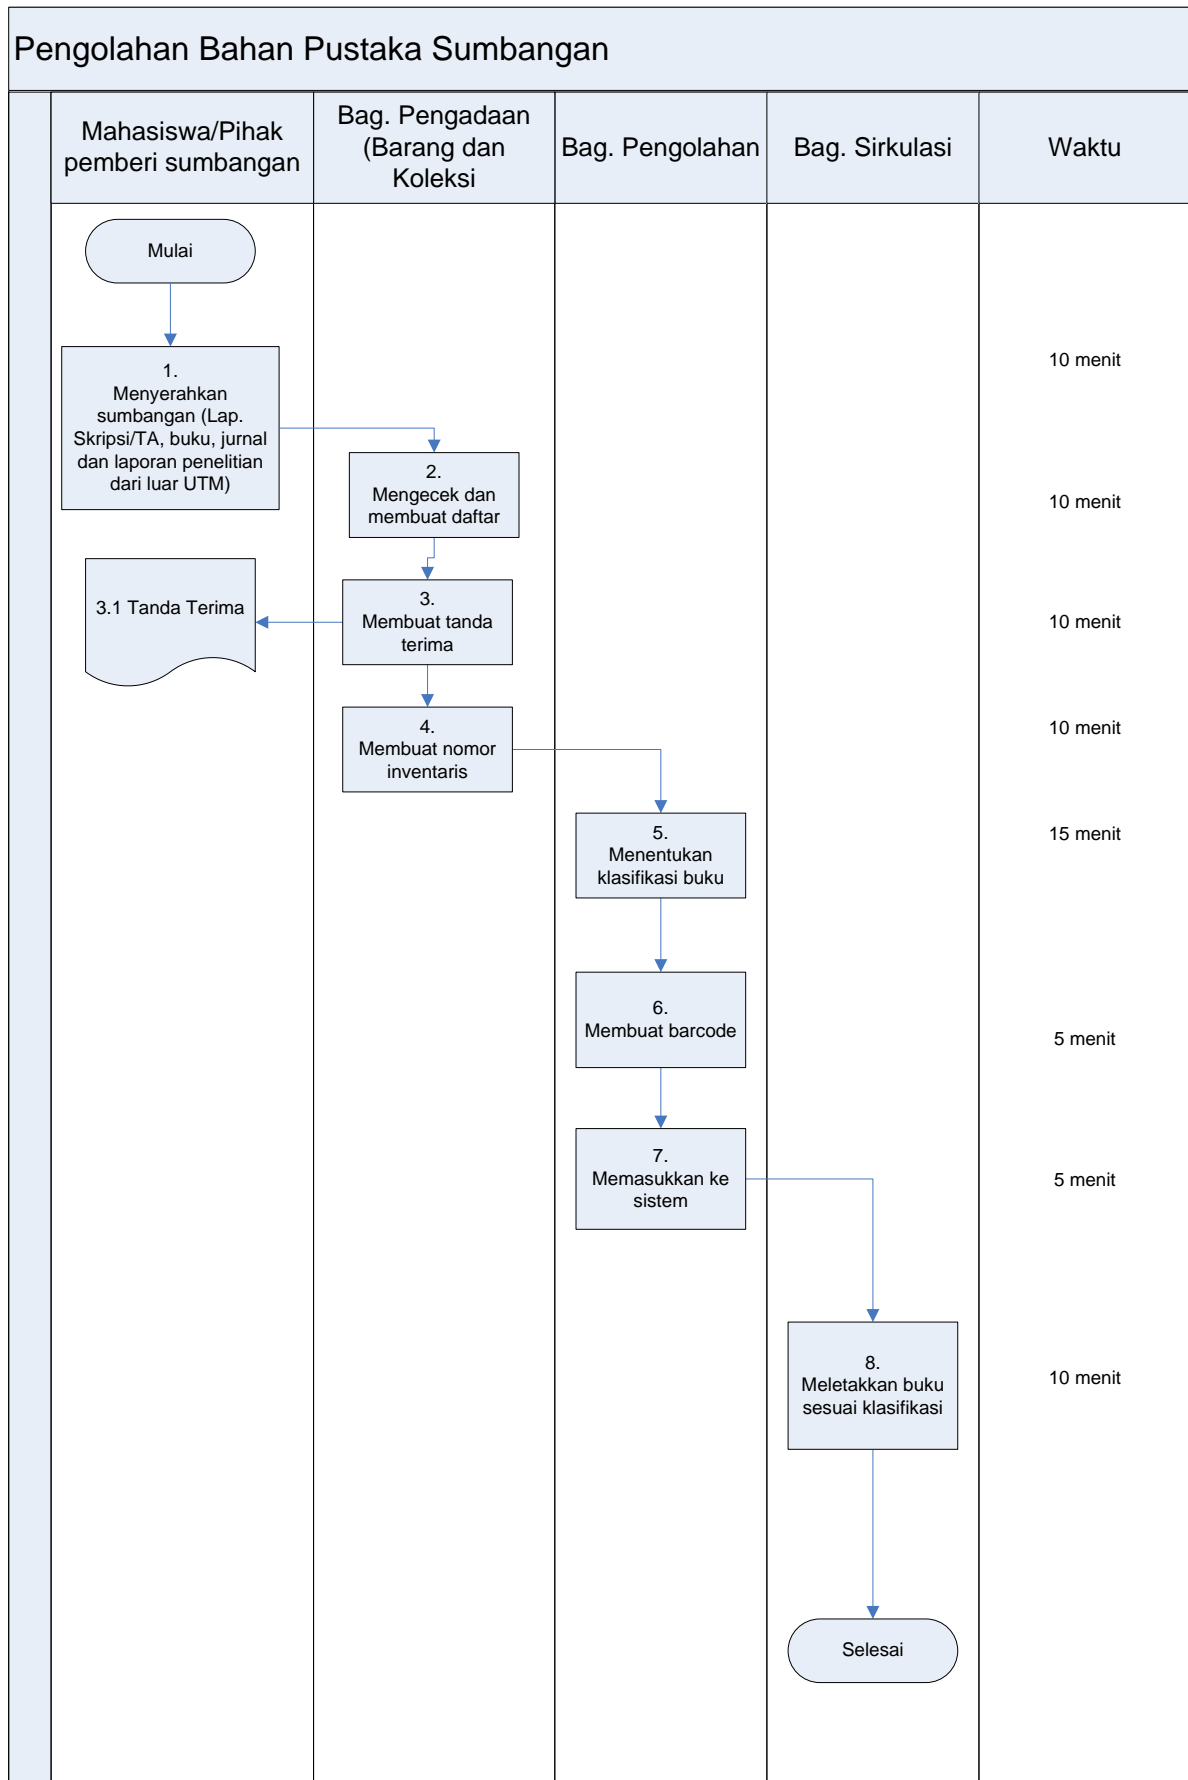 Pengolahan Bahan Pustaka Sumbangan
Mahasiswa/Pihak
pemberi sumbangan
Bag. Pengadaan
(Barang dan
Koleksi
Bag. Pengolahan
Bag. Sirkulasi
Waktu
Mulai
1.
Menyerahkan
sumbangan (Lap.
Skripsi/TA, buku, jurnal
dan laporan penelitian
dari luar UTM)
10 menit
2.
Mengecek dan
membuat daftar
10 menit
3.1 Tanda Terima
3.
Membuat tanda
terima
10 menit
4.
Membuat nomor
inventaris
10 menit
5.
Menentukan
klasifikasi buku
15 menit
6.
Membuat barcode
5 menit
7.
Memasukkan ke
sistem
5 menit
8.
Meletakkan buku
sesuai klasifikasi
10 menit
Selesai